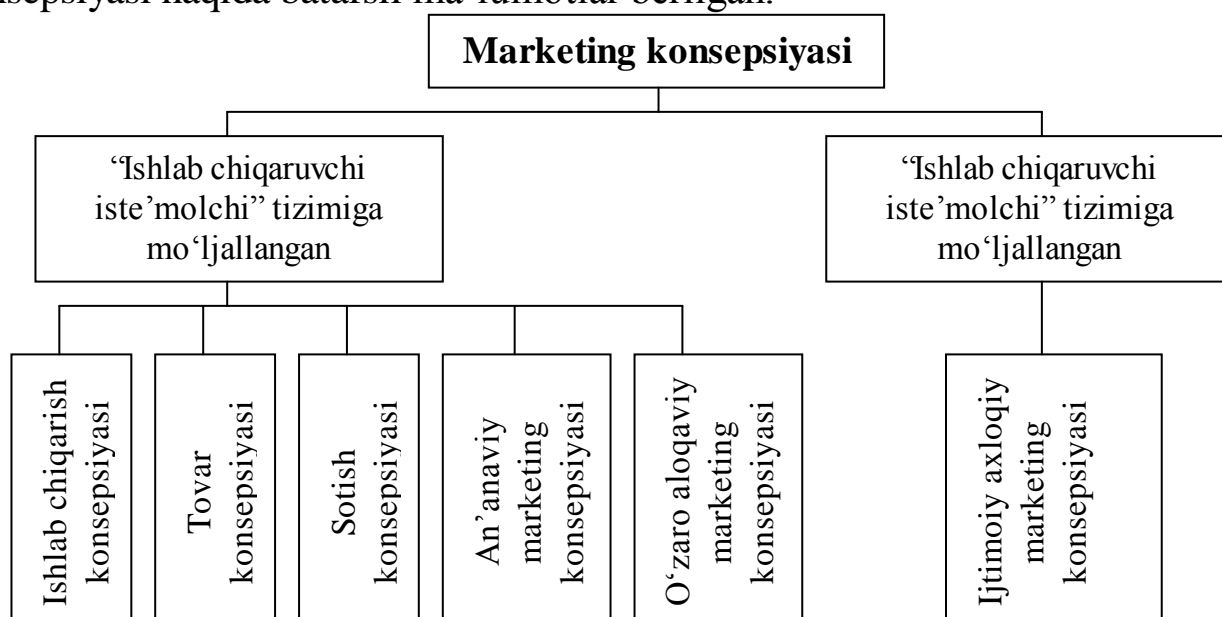 Marketing konsepsiyasi
“Ishlab chiqaruvchi
iste’molchi” tizimiga
mo‘ljallangan
“Ishlab chiqaruvchi
iste’molchi” tizimiga
mo‘ljallangan
Ishlab chiqarish
konsepsiyasi
Tovar
konsepsiyasi
Sotish
konsepsiyasi
An’anaviy
marketing
konsepsiyasi
O‘zaro aloqaviy
marketing
konsepsiyasi
Ijtimoiy axloqiy
marketing
konsepsiyasi